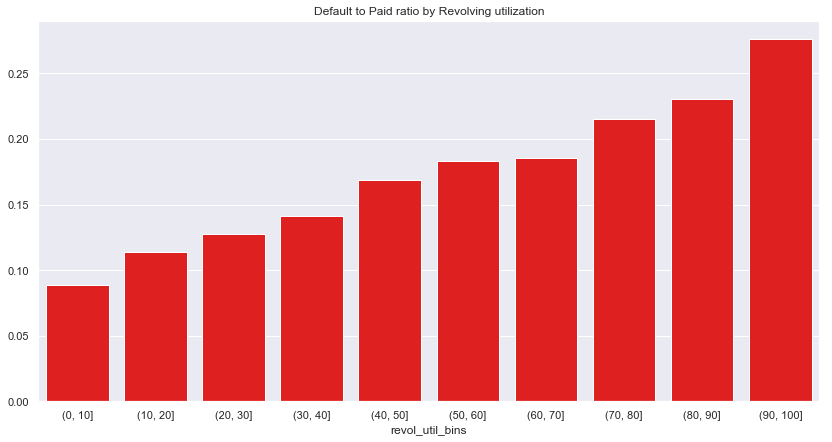 Default to Paid ratio by Revolving utilization
0.25
0.20
0.15
0.10
0.05
0.00
(0, 10] (10, 20] (20, 30] (30, 40] (40, 50] (50, 60] (60, 70] (70, 80] (80, 90] (90, 100]
revol_util_bins